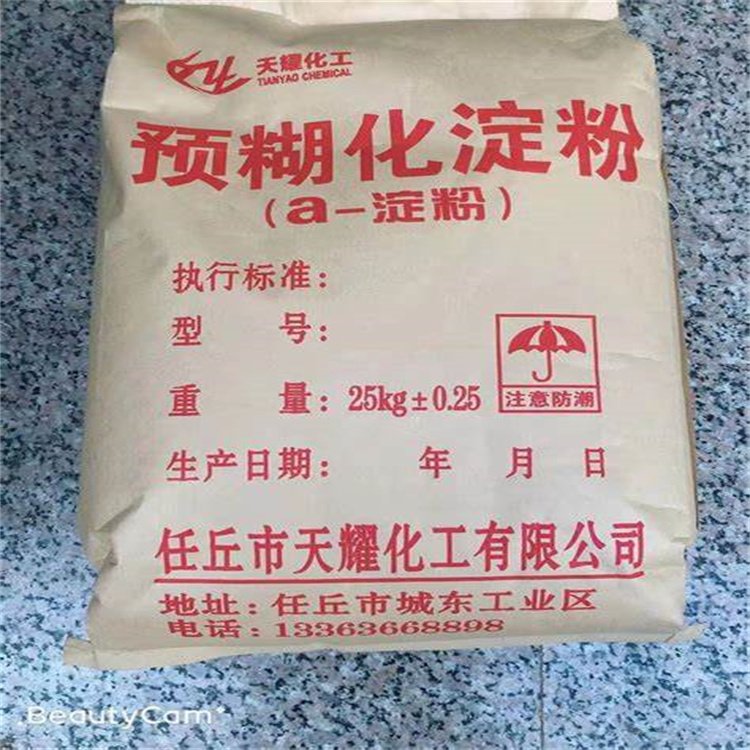 天耀化工
TIANYAO CHEMICAL
预糊化淀粉
(a-淀粉)
执行标准:
型 号:
重 量: 25kg±0.25
注意防潮
生产日期: 年 月 日
任丘市天耀化工有限公司
地址: 任丘市城东工业区
电话: 13363668898
.BeautyCam*